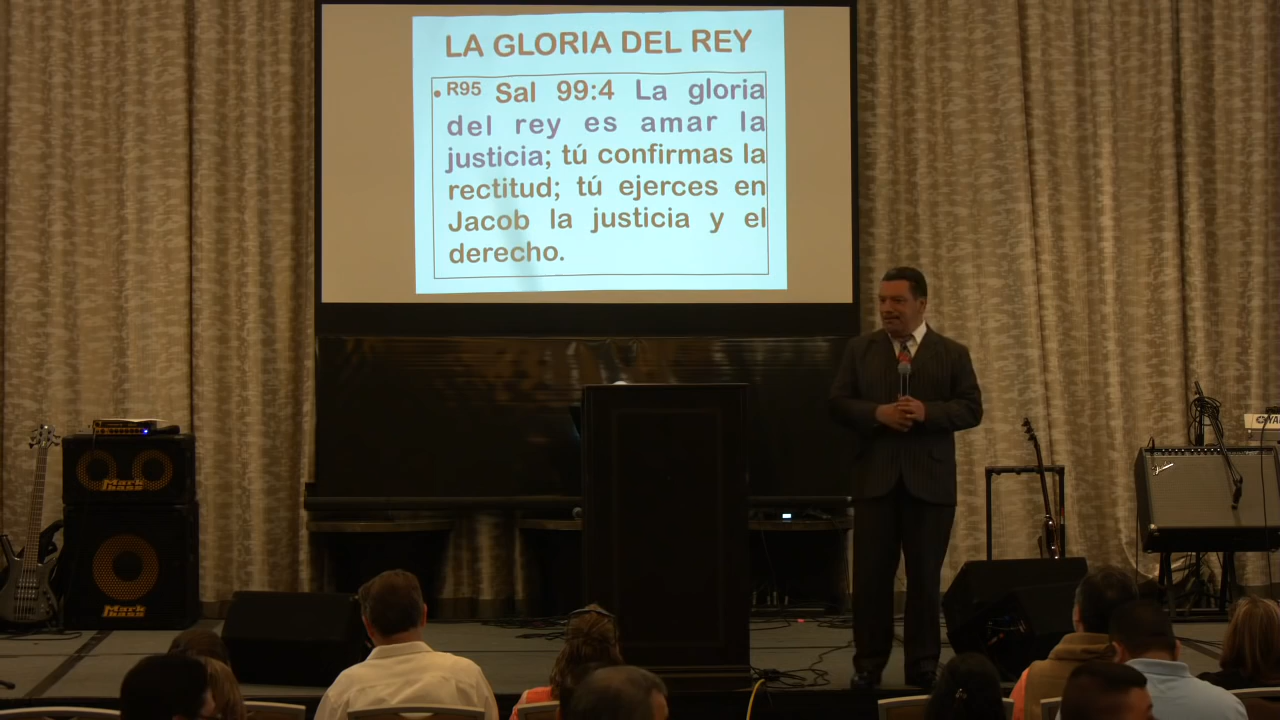 LA GLORIA DEL REY
• R95 Sal 99:4 La gloria
del rey es amar la
justicia; tú confirmas la
rectitud; tú ejerces en
Jacob la justicia y el
derecho.
Mark
bass
Mark
bass
Fender